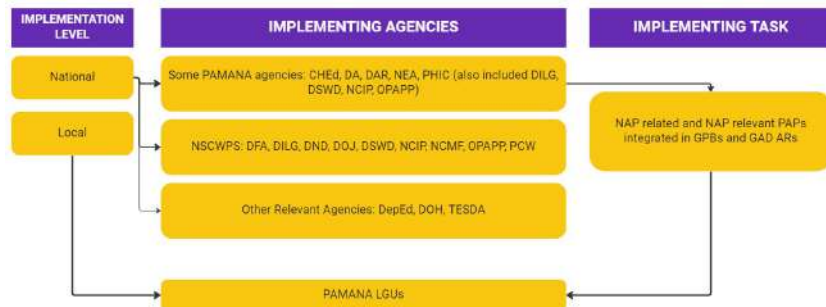 IMPLEMENTATION
LEVEL
IMPLEMENTING AGENCIES
IMPLEMENTING TASK
National
Some PAMANA agencies: CHEd, DA, DAR, NEA, PHIC (also included DILG,
DSWD, NCIP, OPAPP)
Local
NAP related and NAP relevant PAPs
integrated in GPBs and GAD ARs
NSCWPS: DFA, DILG, DND, DOJ, DSWD, NCIP, NCMF, OPAPP, PCW
Other Relevant Agencies: DepEd, DOH, TESDA
PAMANA LGUs